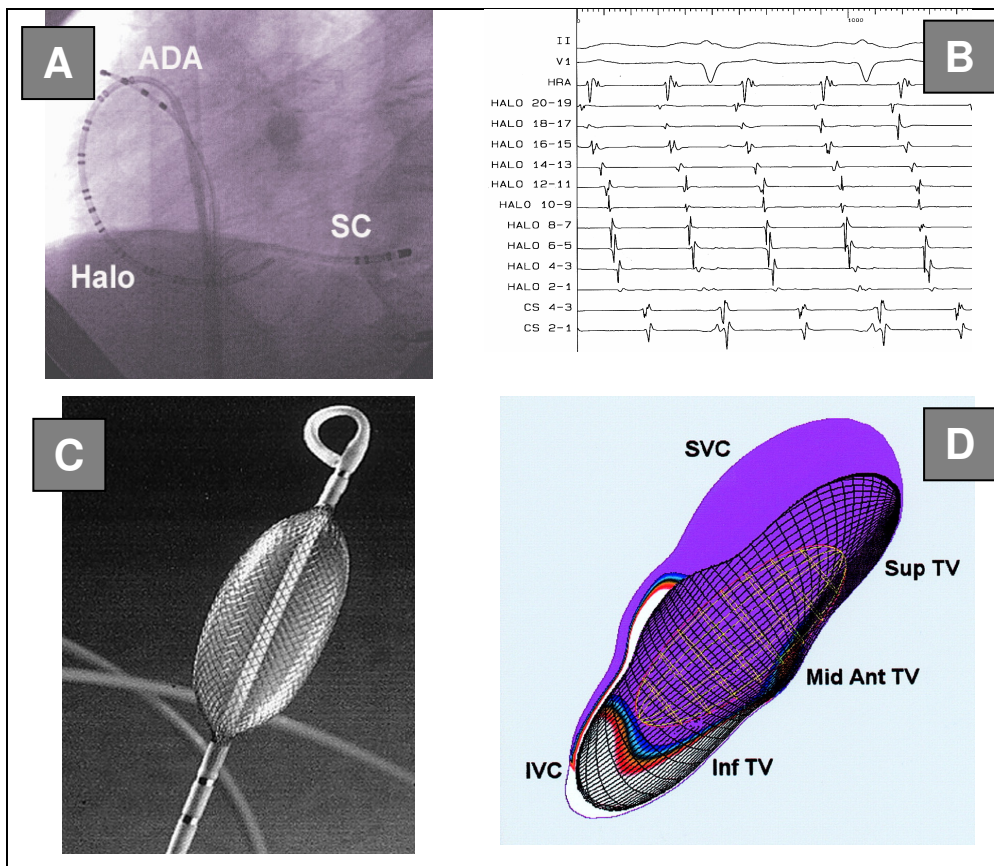 A
ADA
SC
Halo
B
1000
II
V1
HRA
HALO 20-19
HALO 18-17
HALO 16-15
HALO 14-13
HALO 12-11
HALO 10-9
HALO 8-7
HALO 6-5
HALO 4-3
HALO 2-1
CS 4-3
CS 2-1
C
D
SVC
Sup TV
Mid Ant TV
Inf TV
IVC